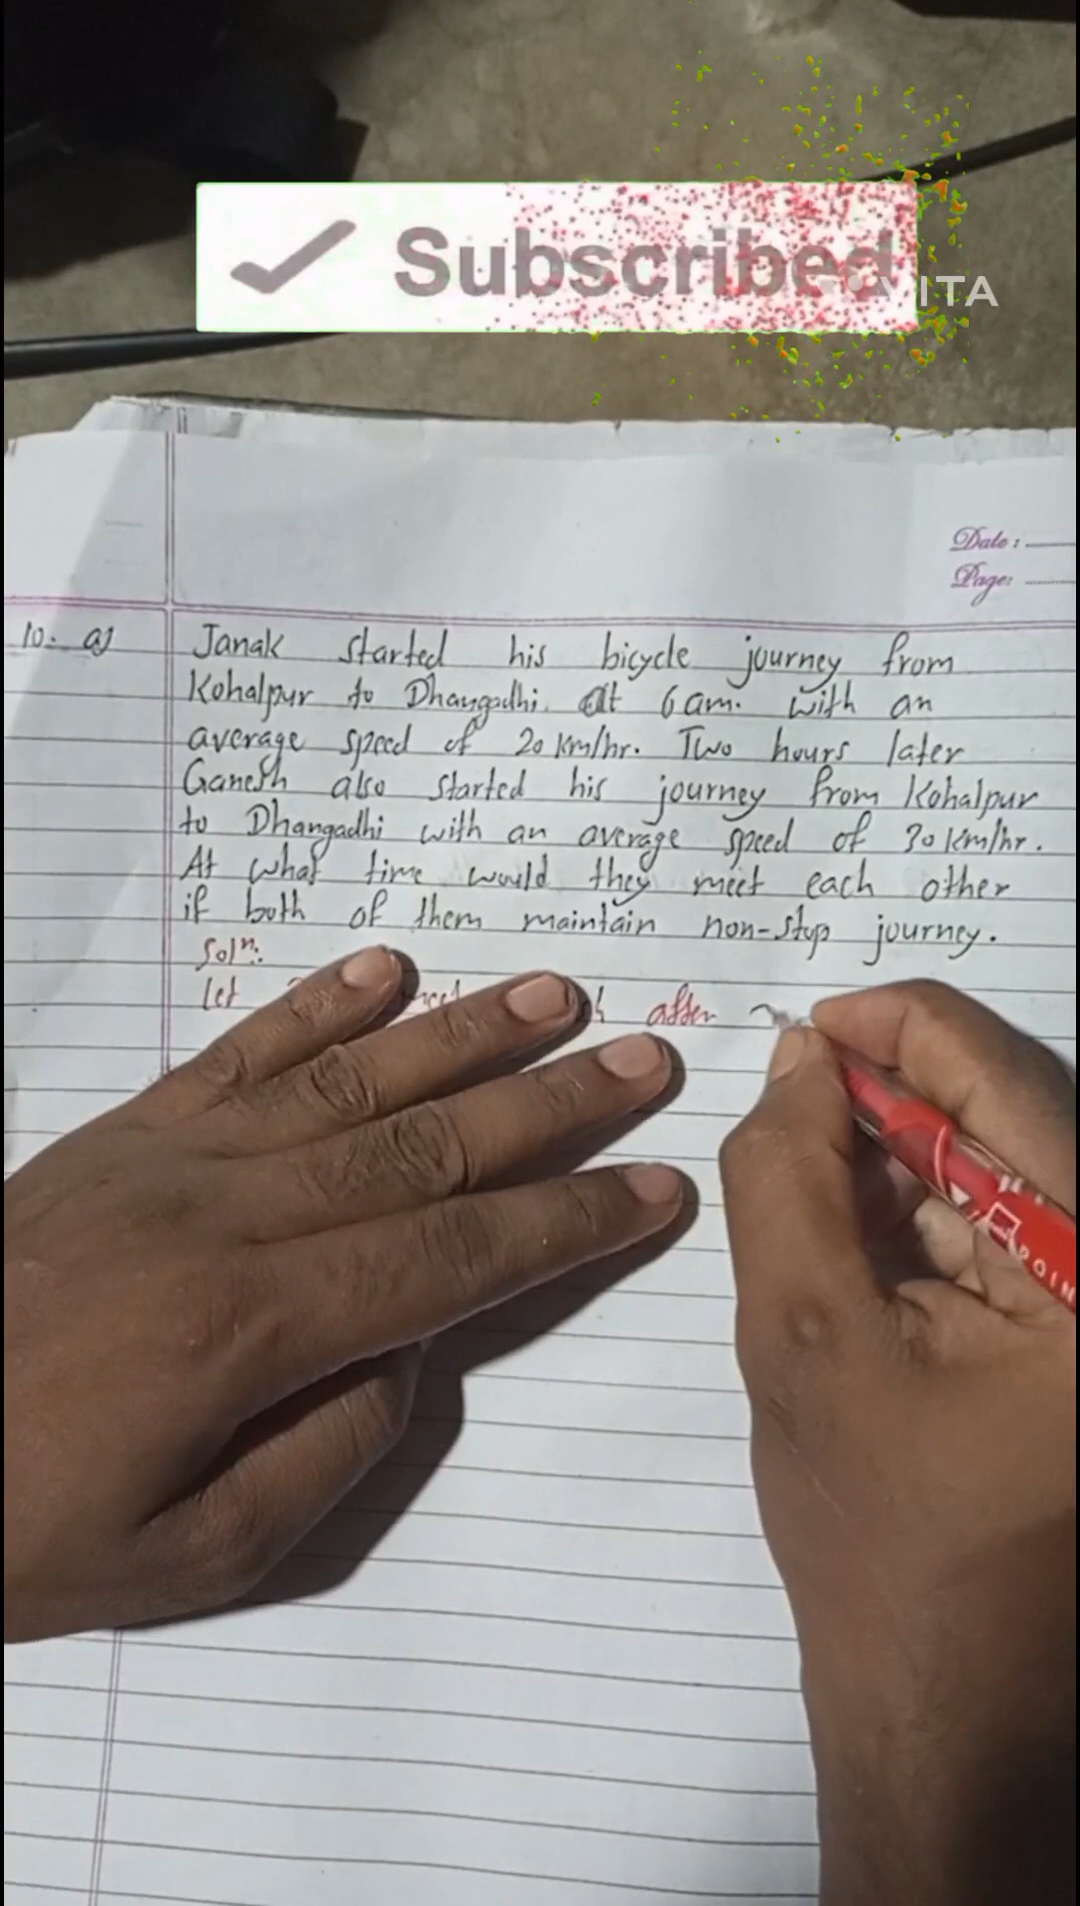 Subscribed
VITA
Date:
Page:
10. a) Janak started his bicycle journey from
Kohalpur to Dhangadhi. at 6 am. with an
average speed of 20 km/hr. Two hours later
Ganesh also started his journey from Kohalpur
to Dhangadhi with an average speed of 30 km/hr.
At what time would they meet each other
if both of them maintain non-stop journey.
Solⁿ:
Let after